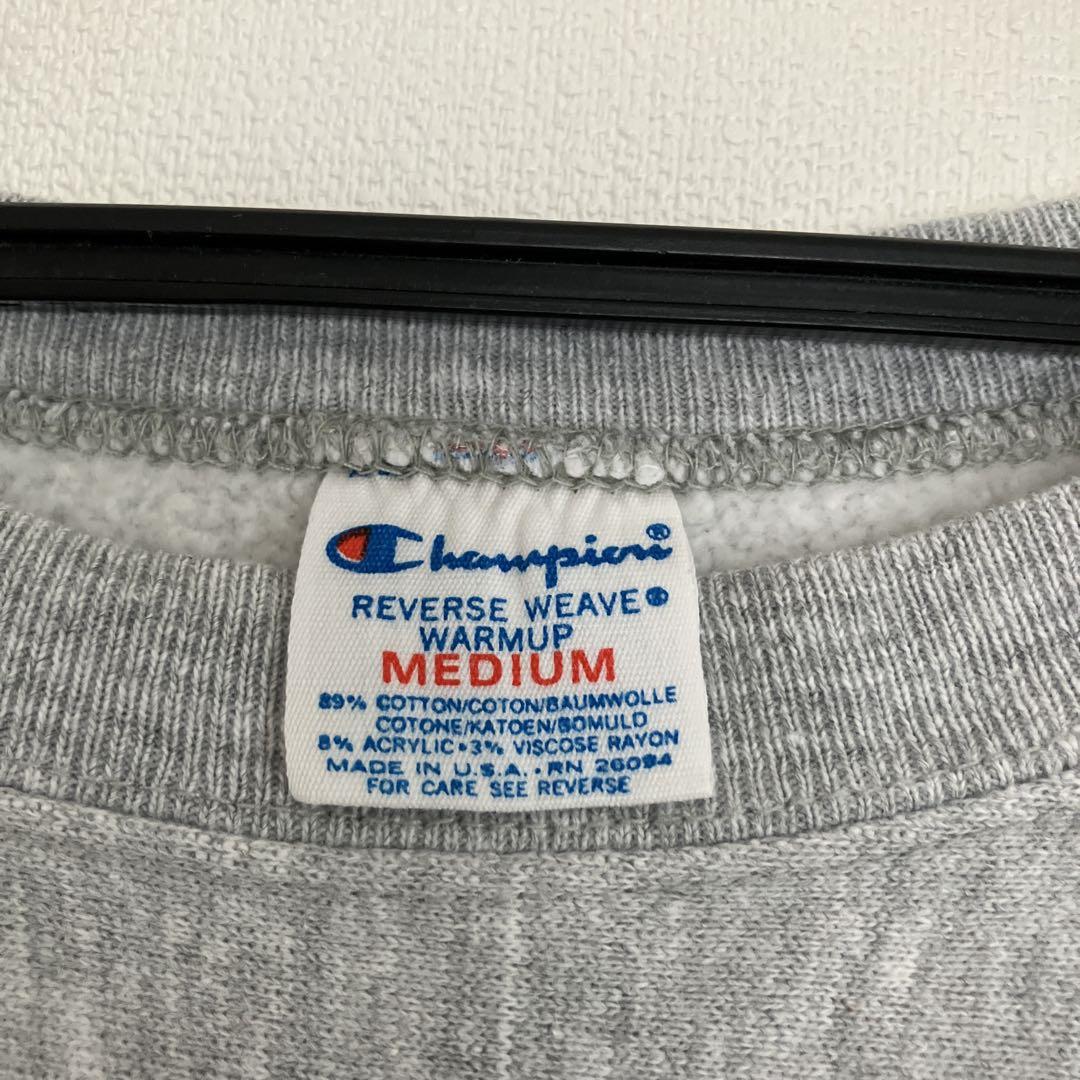 Champion®
REVERSE WEAVE®
WARMUP
MEDIUM
89% COTTON/COTON/BAUMWOLLE
COTONE/KATOEN/BOMULD
8% ACRYLIC•3% VISCOSE RAYON
MADE IN U.S.A.•RN 26094
FOR CARE SEE REVERSE